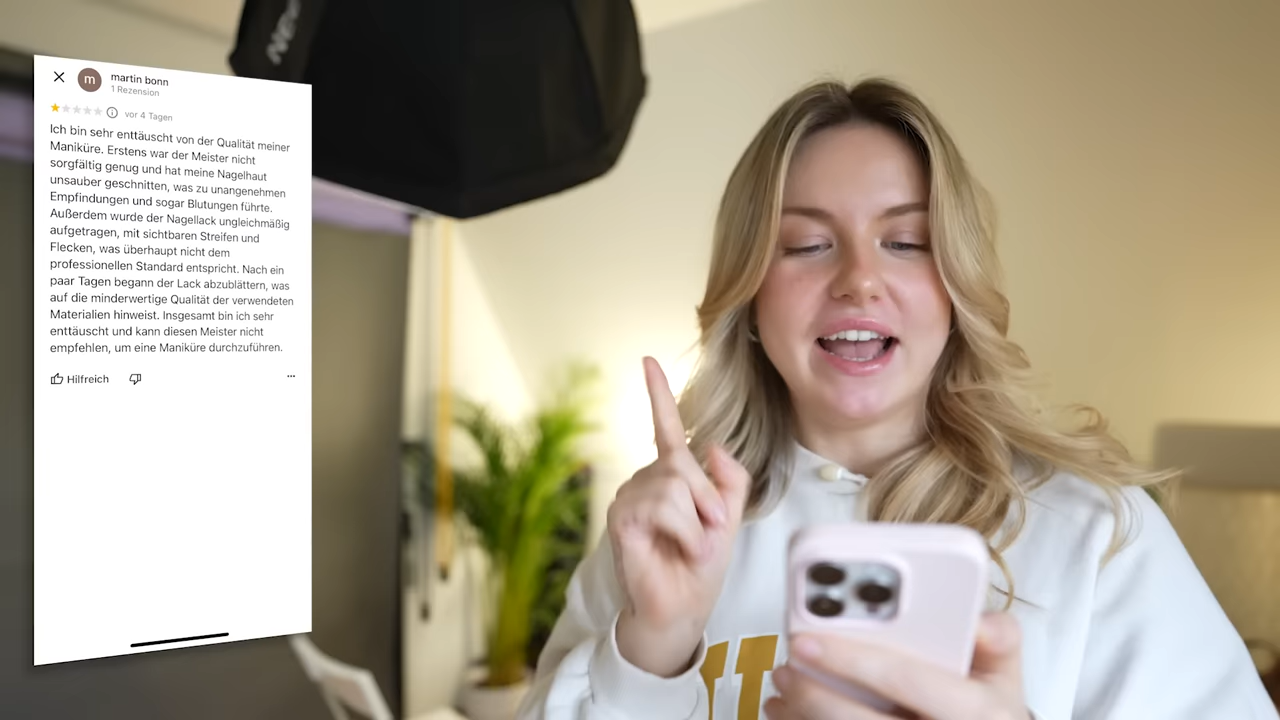 martin bonn
1 Rezension
vor 4 Tagen
Ich bin sehr enttäuscht von der Qualität meiner
Maniküre. Erstens war der Meister nicht
sorgfältig genug und hat meine Nagelhaut
unsauber geschnitten, was zu unangenehmen
Empfindungen und sogar Blutungen führte.
Außerdem wurde der Nagellack ungleichmäßig
aufgetragen, mit sichtbaren Streifen und
Flecken, was überhaupt nicht dem
professionellen Standard entspricht. Nach ein
paar Tagen begann der Lack abzublättern, was
auf die minderwertige Qualität der verwendeten
Materialien hinweist. Insgesamt bin ich sehr
enttäuscht und kann diesen Meister nicht
empfehlen, um eine Maniküre durchzuführen.
Hilfreich